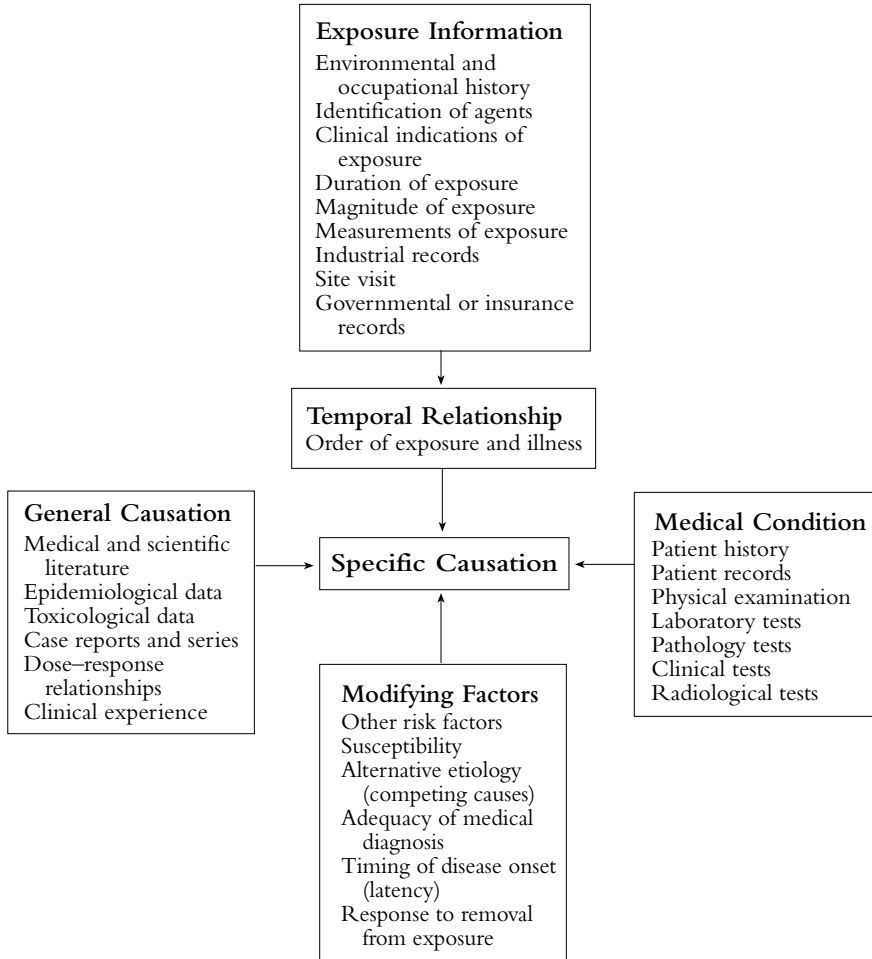 Exposure Information
Environmental and
occupational history
Identification of agents
Clinical indications of
exposure
Duration of exposure
Magnitude of exposure
Measurements of exposure
Industrial records
Site visit
Governmental or insurance
records
Temporal Relationship
Order of exposure and illness
General Causation
Medical and scientific
literature
Epidemiological data
Toxicological data
Case reports and series
Dose–response
relationships
Clinical experience
Specific Causation
Medical Condition
Patient history
Patient records
Physical examination
Laboratory tests
Pathology tests
Clinical tests
Radiological tests
Modifying Factors
Other risk factors
Susceptibility
Alternative etiology
(competing causes)
Adequacy of medical
diagnosis
Timing of disease onset
(latency)
Response to removal
from exposure